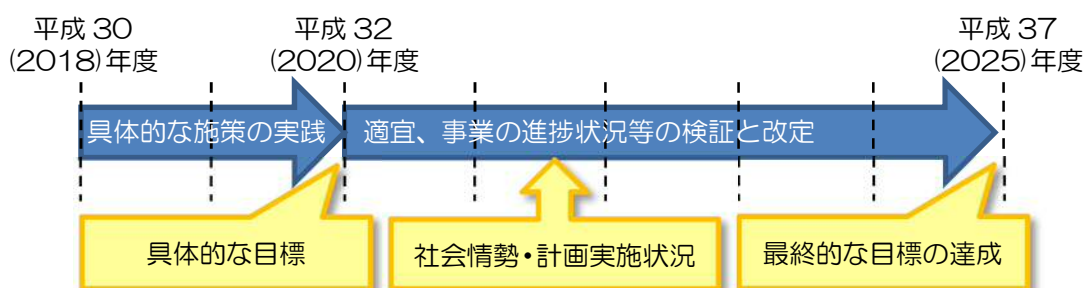 平成 30
(2018)年度
平成 32
(2020)年度
平成 37
(2025)年度
具体的な施策の実践
適宜、事業の進捗状況等の検証と改定
具体的な目標
社会情勢・計画実施状況
最終的な目標の達成